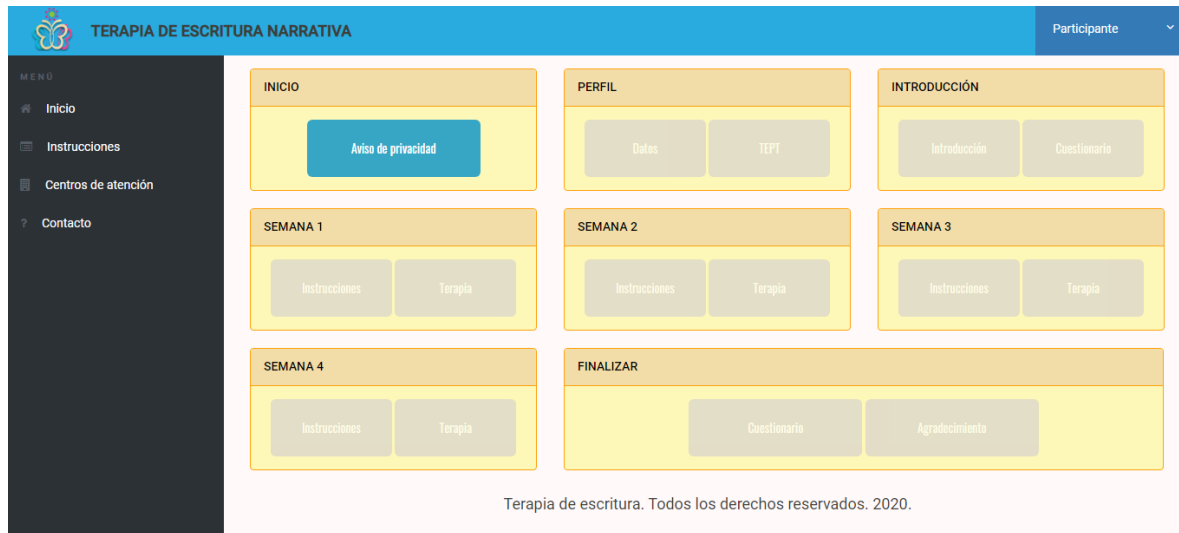 TERAPIA DE ESCRITURA NARRATIVA
Participante
MENÚ
Inicio
Instrucciones
Centros de atención
? Contacto
INICIO
Aviso de privacidad
PERFIL
Datos TEPT
INTRODUCCIÓN
Introducción Cuestionario
SEMANA 1
Instrucciones Terapia
SEMANA 2
Instrucciones Terapia
SEMANA 3
Instrucciones Terapia
SEMANA 4
Instrucciones Terapia
FINALIZAR
Cuestionario Agradecimiento
Terapia de escritura. Todos los derechos reservados. 2020.